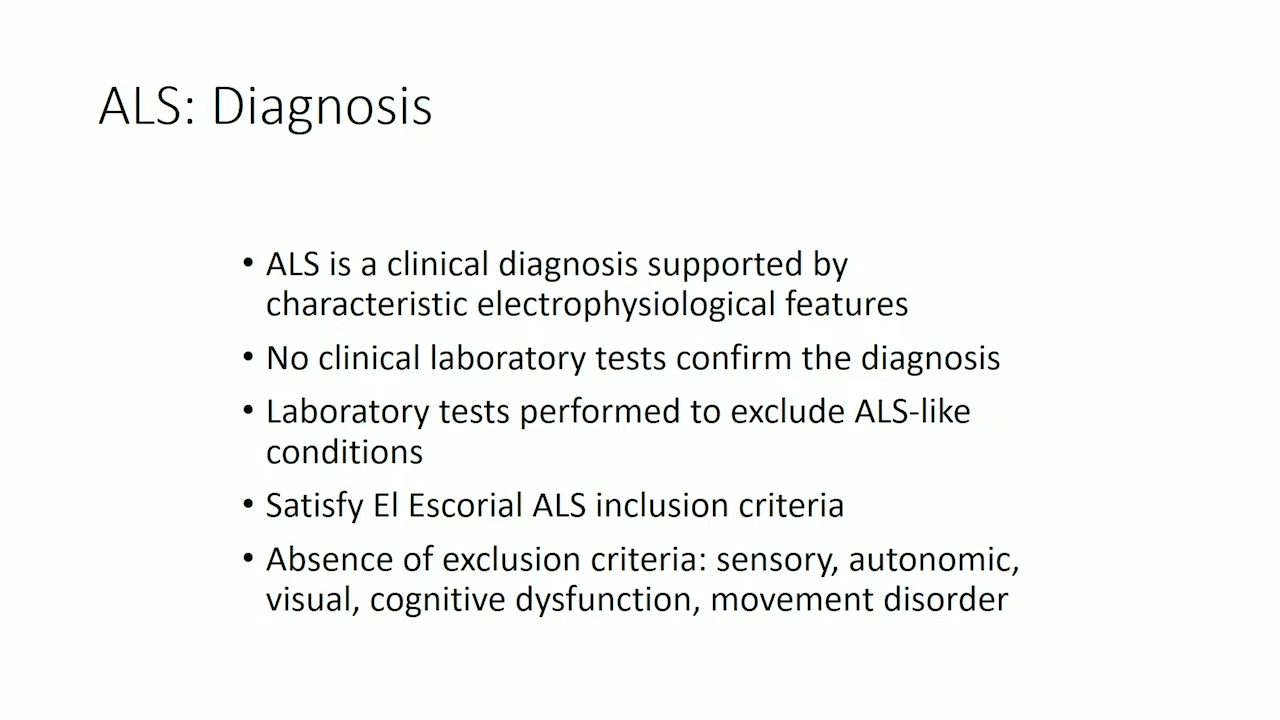 ALS: Diagnosis
• ALS is a clinical diagnosis supported by
characteristic electrophysiological features
• No clinical laboratory tests confirm the diagnosis
• Laboratory tests performed to exclude ALS-like
conditions
• Satisfy El Escorial ALS inclusion criteria
• Absence of exclusion criteria: sensory, autonomic,
visual, cognitive dysfunction, movement disorder